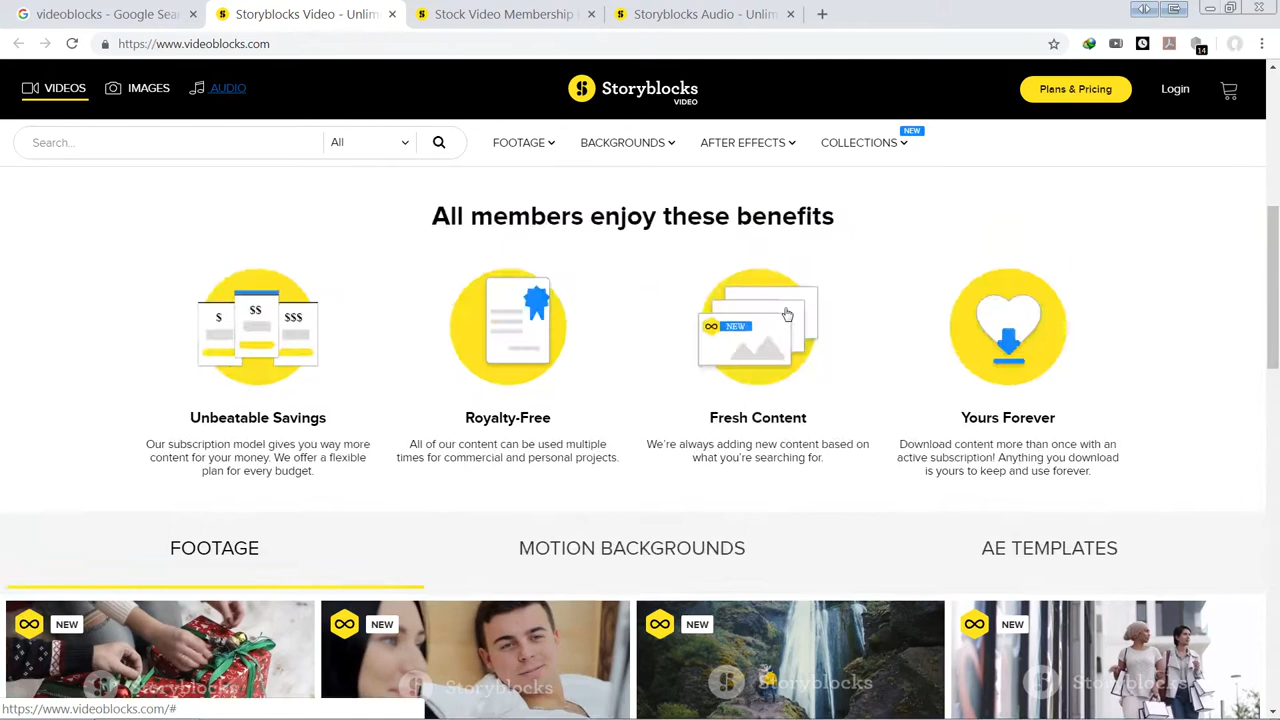 videoblocks - Google Sea
Storyblocks Video - Unlim
Stock Video Membership
Storyblocks Audio - Unlim
https://www.videoblocks.com
14
VIDEOS
IMAGES
AUDIO
Storyblocks
VIDEO
Plans & Pricing
Login
Search...
All
FOOTAGE
BACKGROUNDS
AFTER EFFECTS
COLLECTIONS
NEW
All members enjoy these benefits
$
$$
$$$
NEW
Unbeatable Savings
Our subscription model gives you way more
content for your money. We offer a flexible
plan for every budget.
Royalty-Free
All of our content can be used multiple
times for commercial and personal projects.
Fresh Content
We're always adding new content based on
what you're searching for.
Yours Forever
Download content more than once with an
active subscription! Anything you download
is yours to keep and use forever.
FOOTAGE
MOTION BACKGROUNDS
AE TEMPLATES
NEW
NEW
NEW
NEW
Storyblocks
Storyblocks
Storyblocks
Storyblocks
https://www.videoblocks.com/#